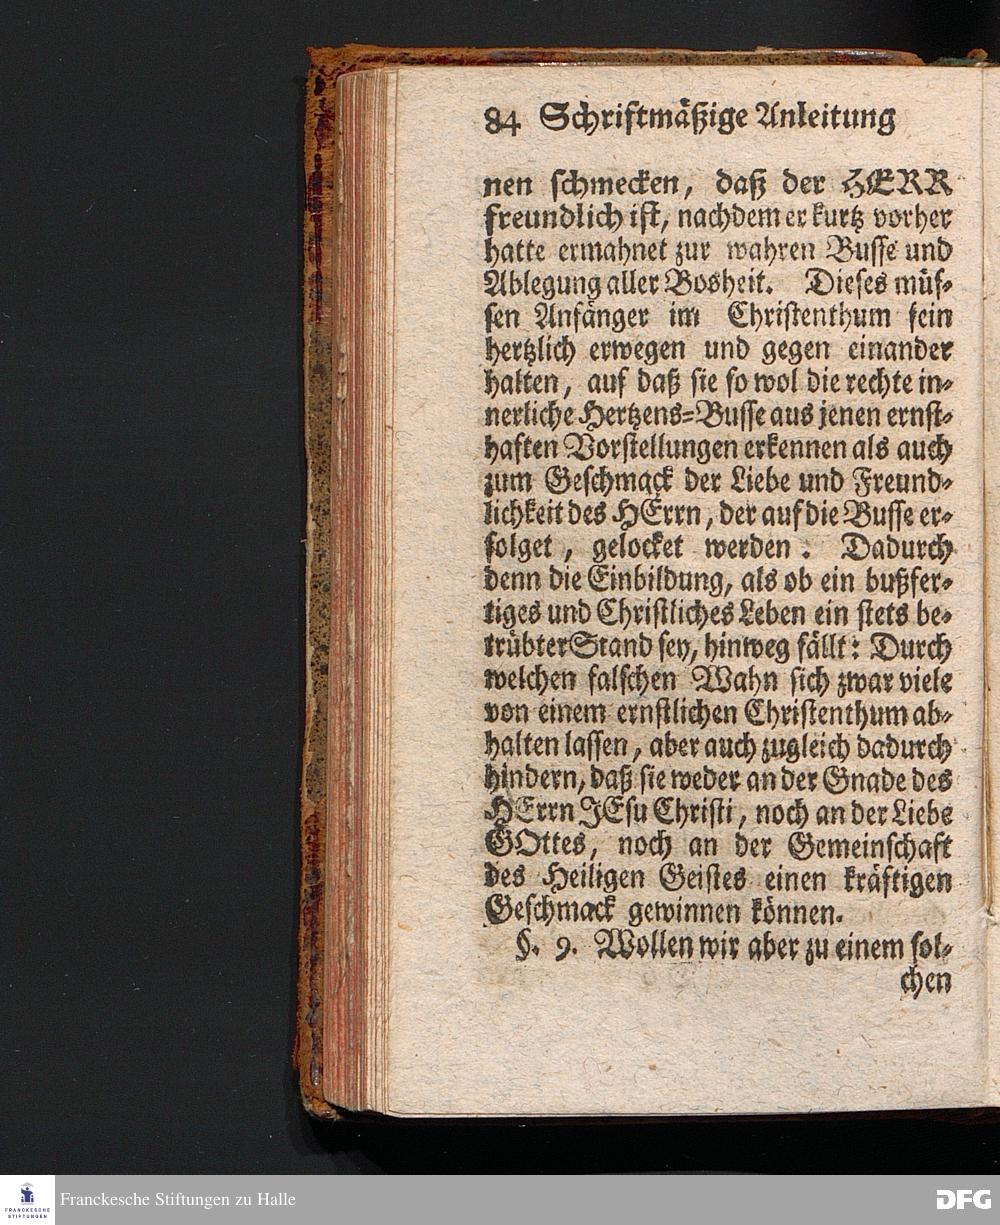 84 Schriftmäßige Anleitung
nen schmecken, daß der HERR
freundlich ist, nachdem er kurtz vorher
hatte ermahnet zur wahren Busse und
Ablegung aller Bosheit. Dieses müs-
sen Anfänger im Christenthum fein
hertzlich erwegen und gegen einander
halten, auf daß sie so wol die rechte in-
nerliche Hertzens-Busse aus jenen ernst-
haften Vorstellungen erkennen als auch
zum Geschmack der Liebe und Freund-
lichkeit des HErrn, der auf die Busse er-
folget, gelocket werden. Dadurch
denn die Einbildung, als ob ein bußfer-
tiges und Christliches Leben ein stets be-
trübter Stand sey, hinweg fällt: Durch
welchen falschen Wahn sich zwar viele
von einem ernstlichen Christenthum ab-
halten lassen, aber auch zugleich dadurch
hindern, daß sie weder an der Gnade des
HErrn JEsu Christi, noch an der Liebe
GOttes, noch an der Gemeinschaft
des Heiligen Geistes einen kräftigen
Geschmack gewinnen können.
§. 9. Wollen wir aber zu einem sol-
chen
FRANCKESCHE
STIFTUNGEN
Franckesche Stiftungen zu Halle
DFG